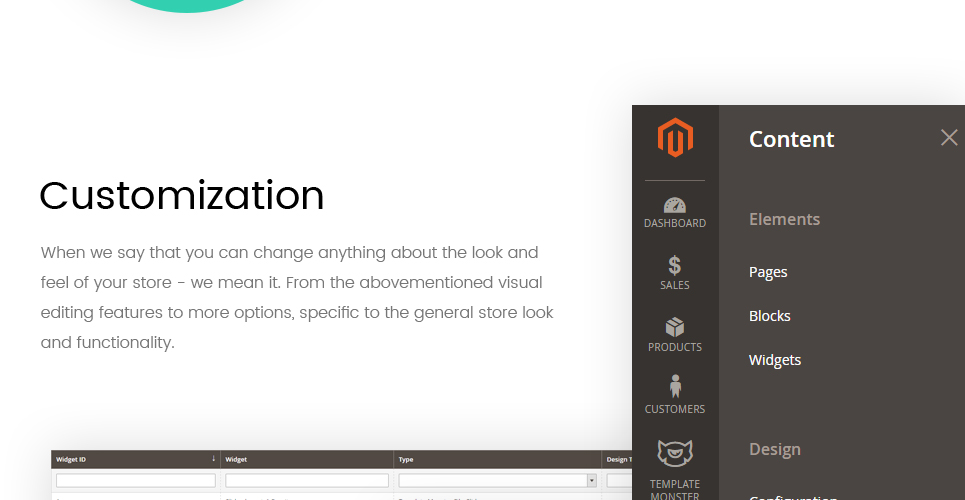 Customization
When we say that you can change anything about the look and
feel of your store - we mean it. From the abovementioned visual
editing features to more options, specific to the general store look
and functionality.
Widget ID
Widget
Type
Design T
DASHBOARD
SALES
PRODUCTS
CUSTOMERS
TEMPLATE
MONSTER
Content
Elements
Pages
Blocks
Widgets
Design
Configuration